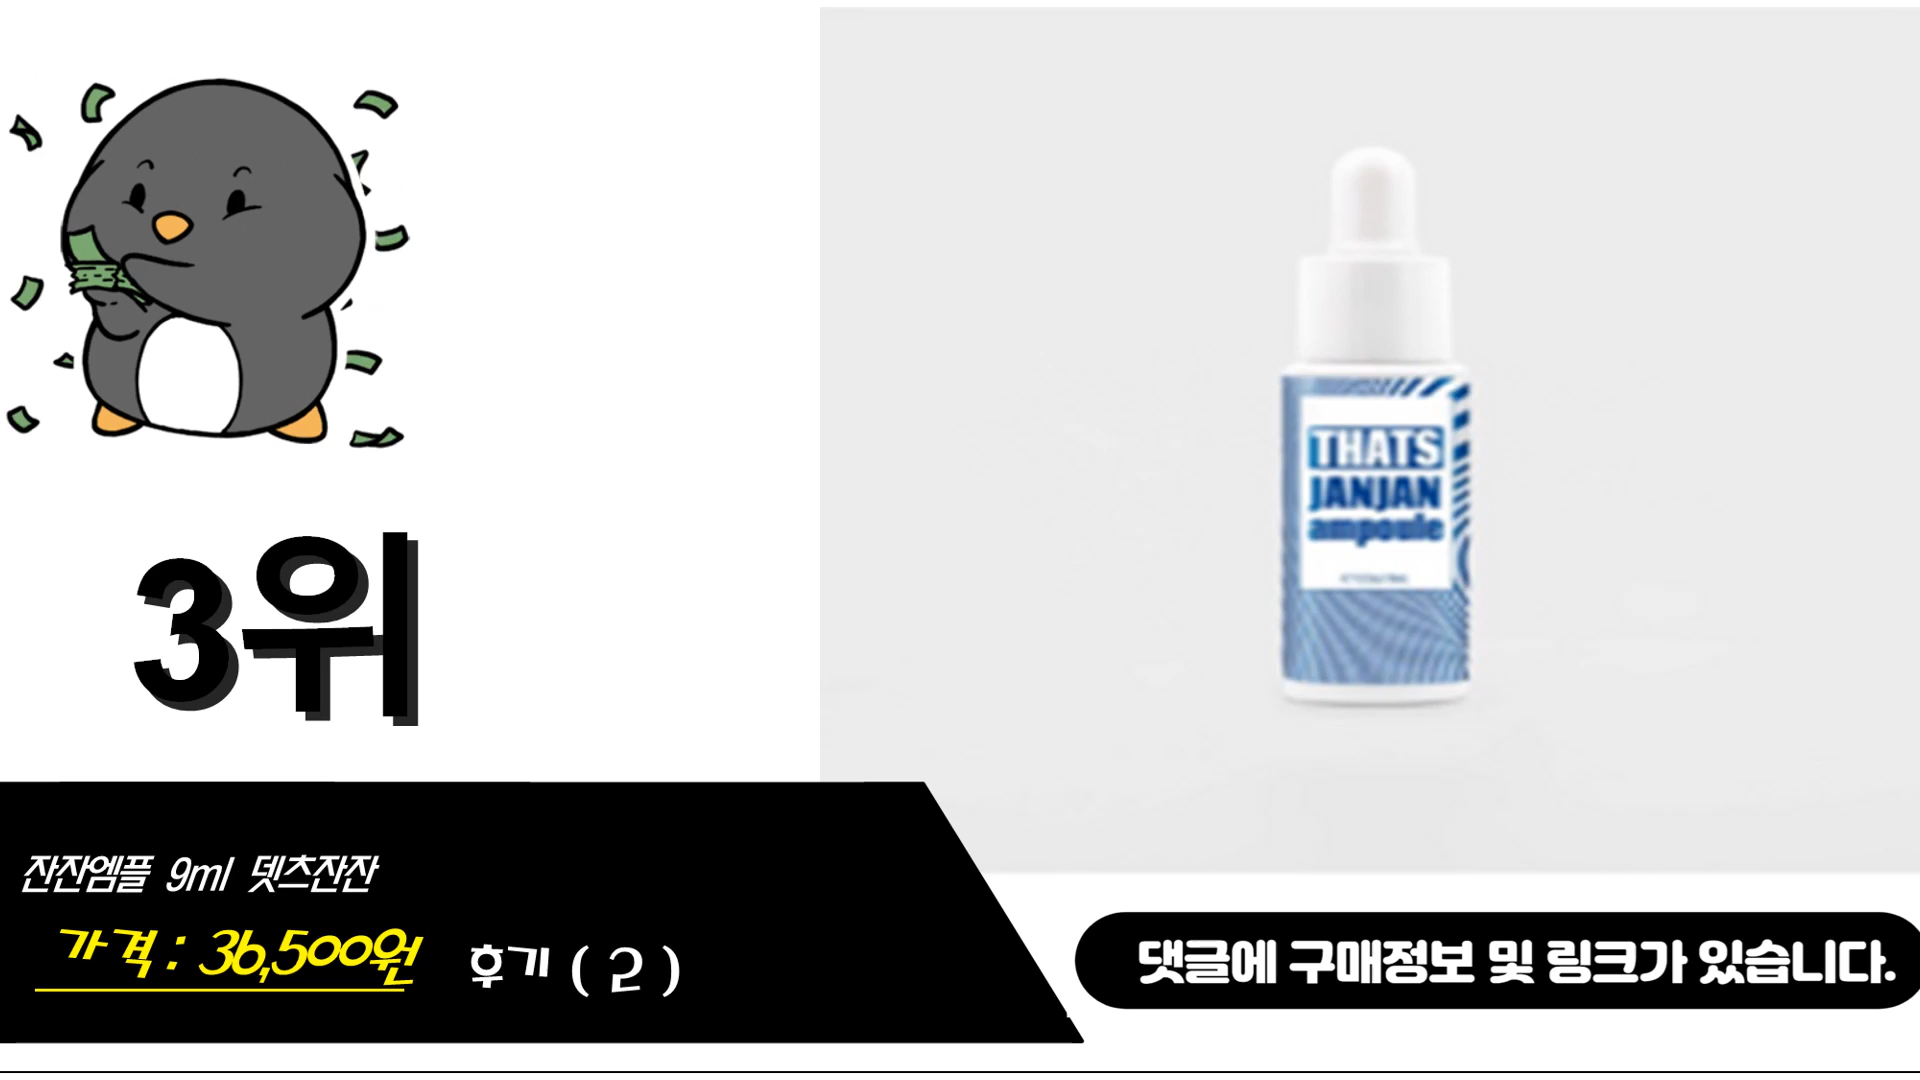 3위
THATS
JANJAN
ampoule
잔잔엠플 9ml 뎃츠잔잔
가격 : 36,500원
후기 ( 2 )
댓글에 구매정보 및 링크가 있습니다.